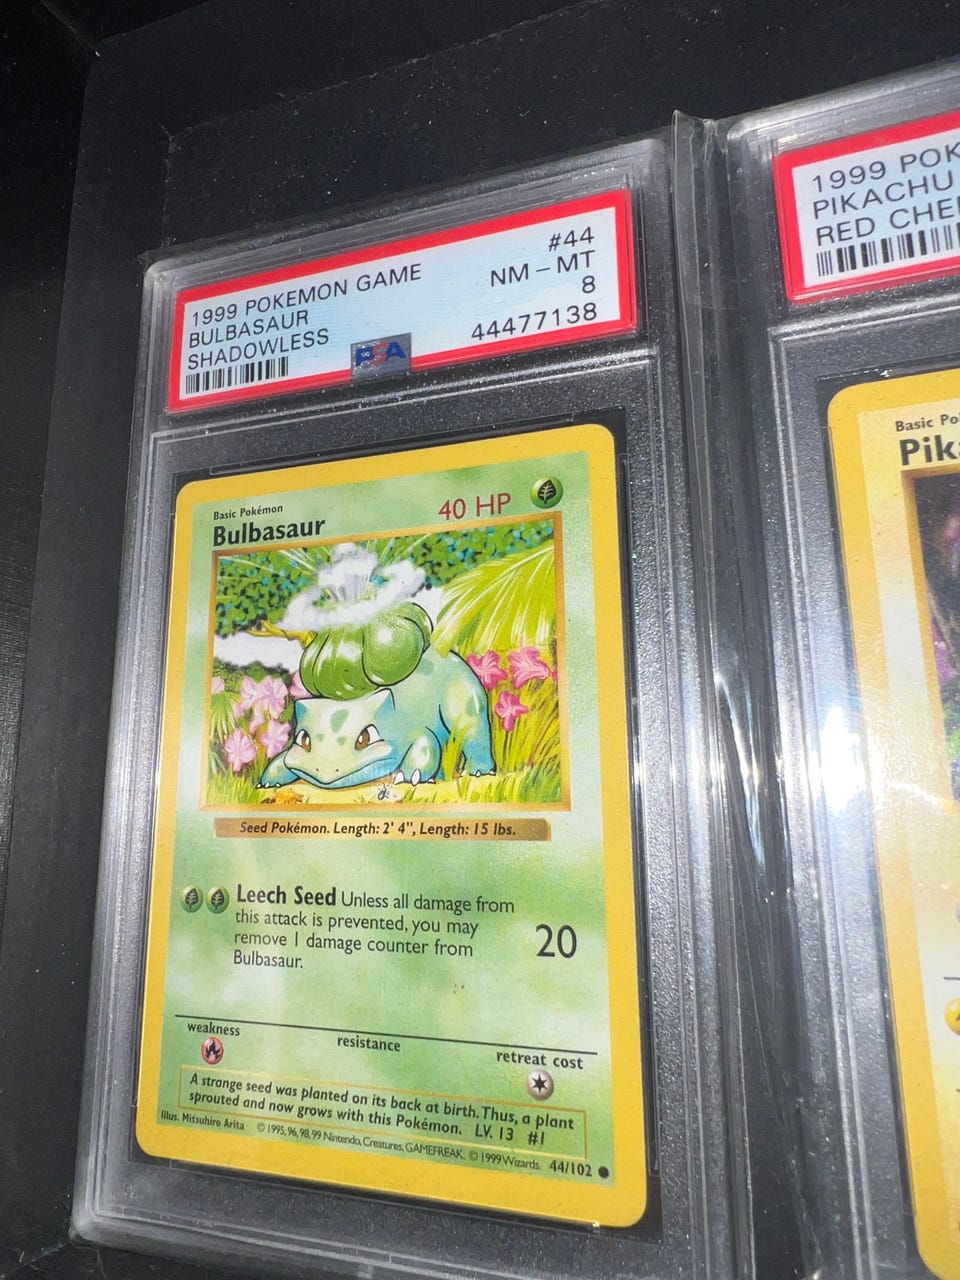 1999 POKEMON GAME #44
BULBASAUR NM - MT
SHADOWLESS 8
PSA 44477138
Basic Pokémon
Bulbasaur 40 HP
Seed Pokémon. Length: 2' 4", Length: 15 lbs.
Leech Seed Unless all damage from
this attack is prevented, you may
remove 1 damage counter from
Bulbasaur.
20
weakness
resistance
retreat cost
A strange seed was planted on its back at birth. Thus, a plant
sprouted and now grows with this Pokémon. LV. 13 #1
Illus. Mitsuhiro Arita © 1995, 96, 98, 99 Nintendo, Creatures, GAMEFREAK. © 1999 Wizards. 44/102
1999 POK
PIKACHU
RED CHE
Basic Po
Pik